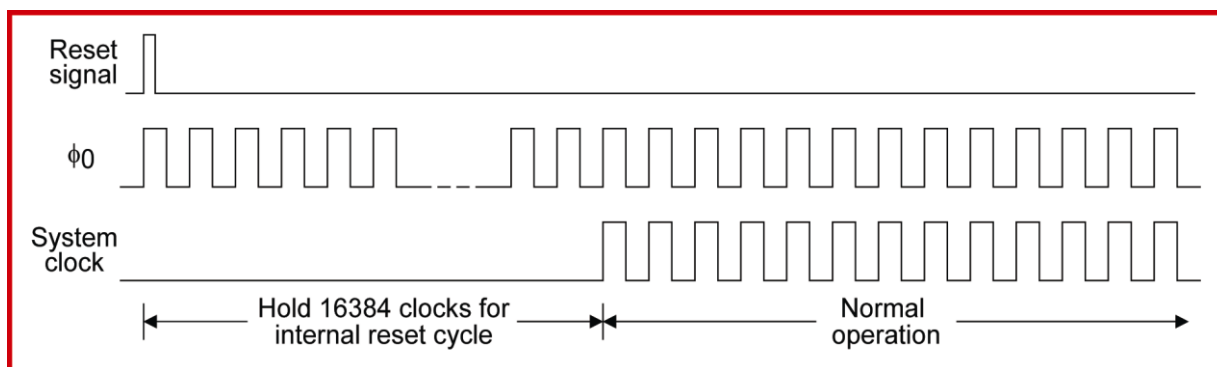 Reset
signal
ϕ0
System
clock
Hold 16384 clocks for
internal reset cycle
Normal
operation